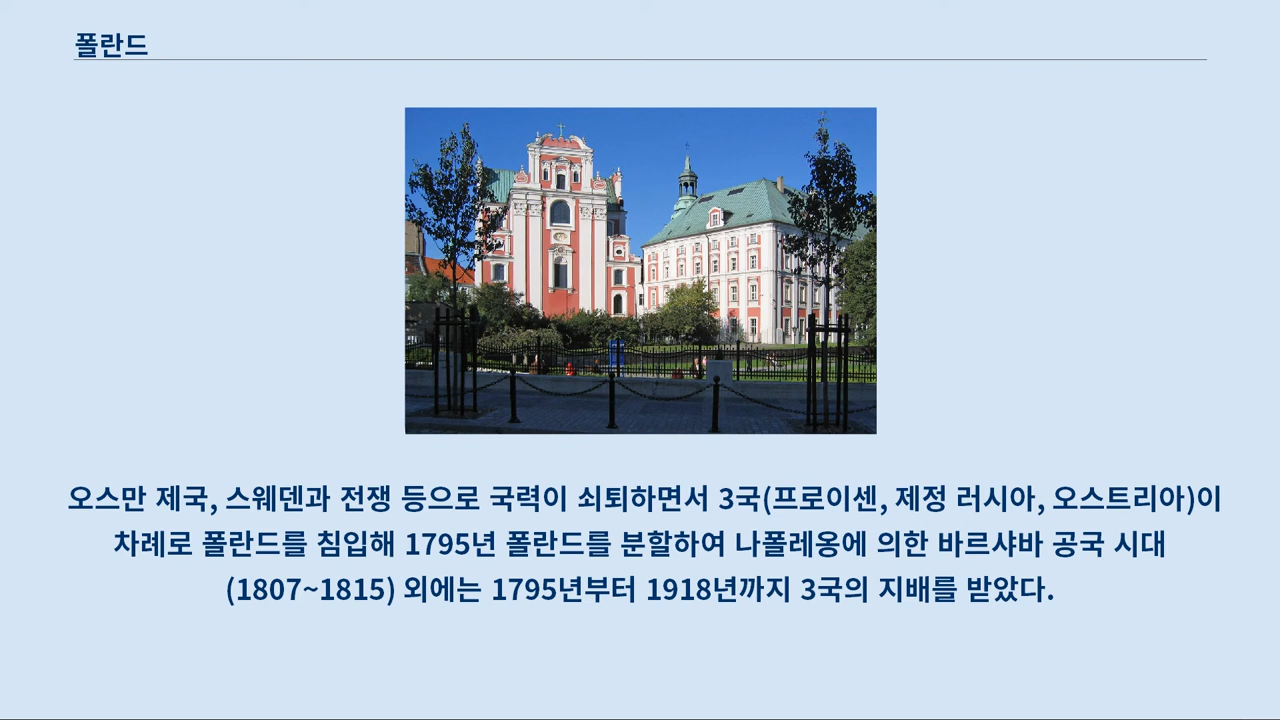 폴란드
오스만 제국, 스웨덴과 전쟁 등으로 국력이 쇠퇴하면서 3국(프로이센, 제정 러시아, 오스트리아)이
차례로 폴란드를 침입해 1795년 폴란드를 분할하여 나폴레옹에 의한 바르샤바 공국 시대
(1807~1815) 외에는 1795년부터 1918년까지 3국의 지배를 받았다.